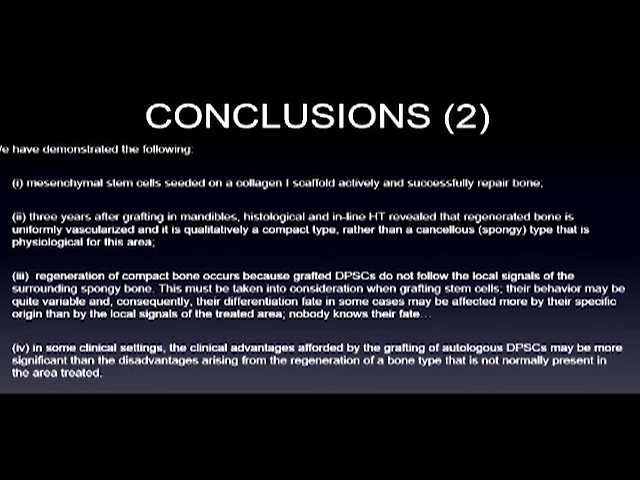 CONCLUSIONS (2)
e have demonstrated the following:
(i) mesenchymal stem cells seeded on a collagen I scaffold actively and successfully repair bone;
(ii) three years after grafting in mandibles, histological and in-line HT revealed that regenerated bone is
uniformly vascularized and it is qualitatively a compact type, rather than a cancellous (spongy) type that is
physiological for this area;
(iii) regeneration of compact bone occurs because grafted DPSCs do not follow the local signals of the
surrounding spongy bone. This must be taken into consideration when grafting stem cells; their behavior may be
quite variable and, consequently, their differentiation fate in some cases may be affected more by their specific
origin than by the local signals of the treated area; nobody knows their fate…
(iv) in some clinical settings, the clinical advantages afforded by the grafting of autologous DPSCs may be more
significant than the disadvantages arising from the regeneration of a bone type that is not normally present in
the area treated.